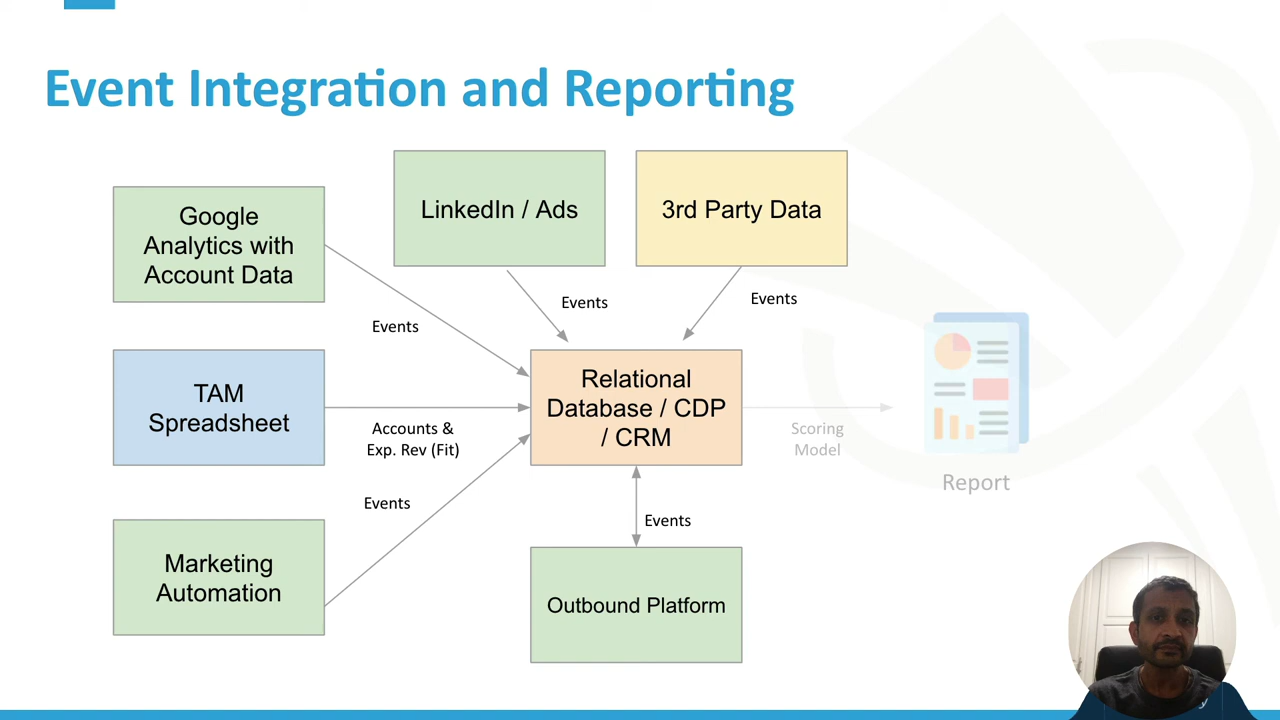 Event Integration and Reporting
LinkedIn / Ads
3rd Party Data
Google
Analytics with
Account Data
Events
Events
Events
TAM
Spreadsheet
Accounts &
Exp. Rev (Fit)
Relational
Database / CDP
/ CRM
Scoring
Model
Report
Events
Marketing
Automation
Events
Outbound Platform